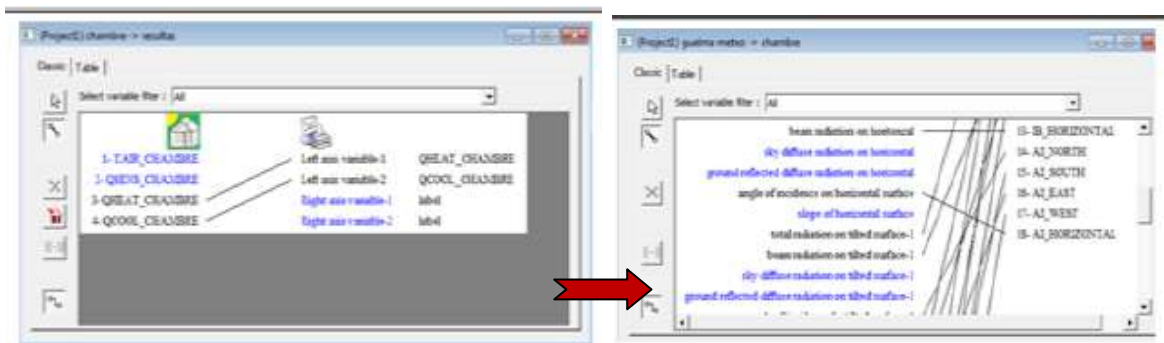 (Project1) chambre -> resultas
Classic Table
Select variable filter : All
1- TAIR_CHAMBRE
2- QSENS_CHAMBRE
3-QHEAT_CHAMBRE
4- QCOOL_CHAMBRE
Left axis variable-1 QHEAT_CHAMBRE
Left axis variable-2 QCOOL_CHAMBRE
Right axis variable-1 label
Right axis variable-2 label
(Project1) guelma meteo -> chambre
Classic Table
Select variable filter : All
beam radiation on horizontal
sky diffuse radiation on horizontal
ground reflected diffuse radiation on horizontal
angle of incidence on horizontal surface
slope of horizontal surface
total radiation on tilted surface-1
beam radiation on tilted surface-1
sky diffuse radiation on tilted surface-1
ground reflected diffuse radiation on tilted surface-1
13- IB_HORIZONTAL
14- AI_NORTH
15- AI_SOUTH
16- AI_EAST
17- AI_WEST
18- AI_HORIZONTAL